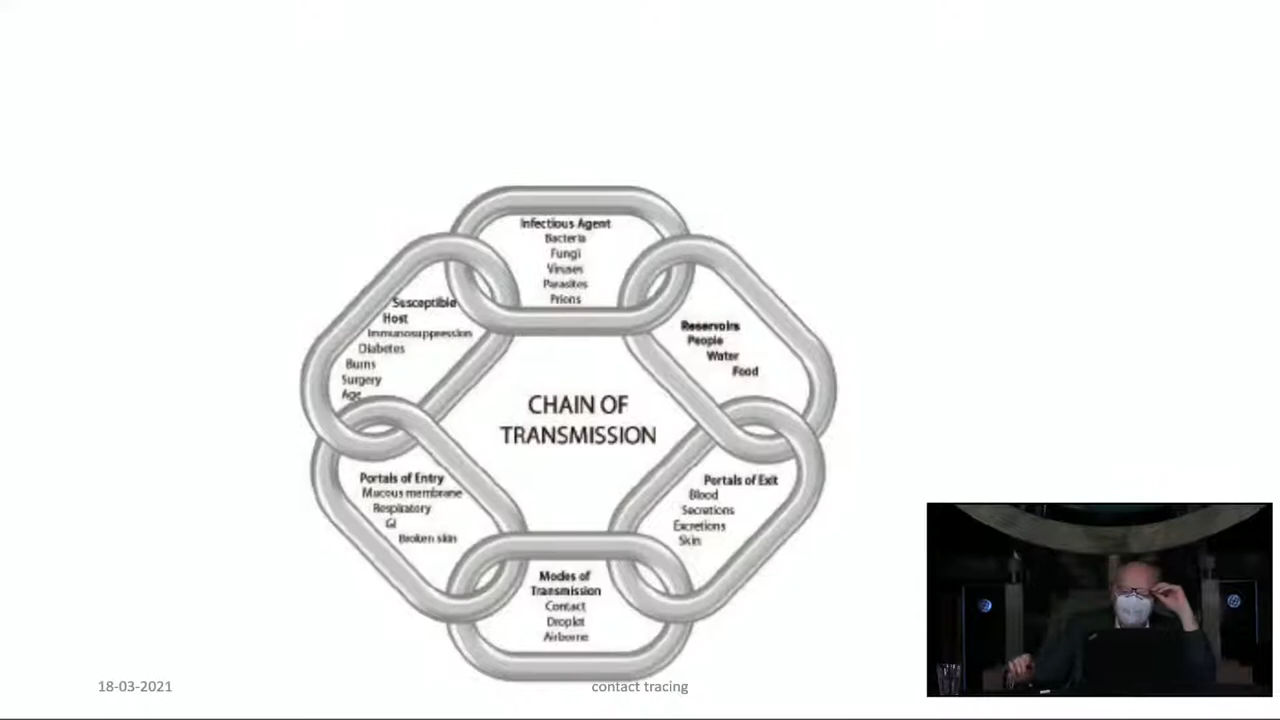 Infectious Agent
Bacteria
Fungi
Viruses
Parasites
Prions
Reservoirs
People
Water
Food
Portals of Exit
Blood
Secretions
Excretions
Skin
Modes of
Transmission
Contact
Droplet
Airborne
Portals of Entry
Mucous membrane
Respiratory
GI
Broken skin
Susceptible
Host
Immunosuppression
Diabetes
Burns
Surgery
Age
CHAIN OF
TRANSMISSION
18-03-2021
contact tracing